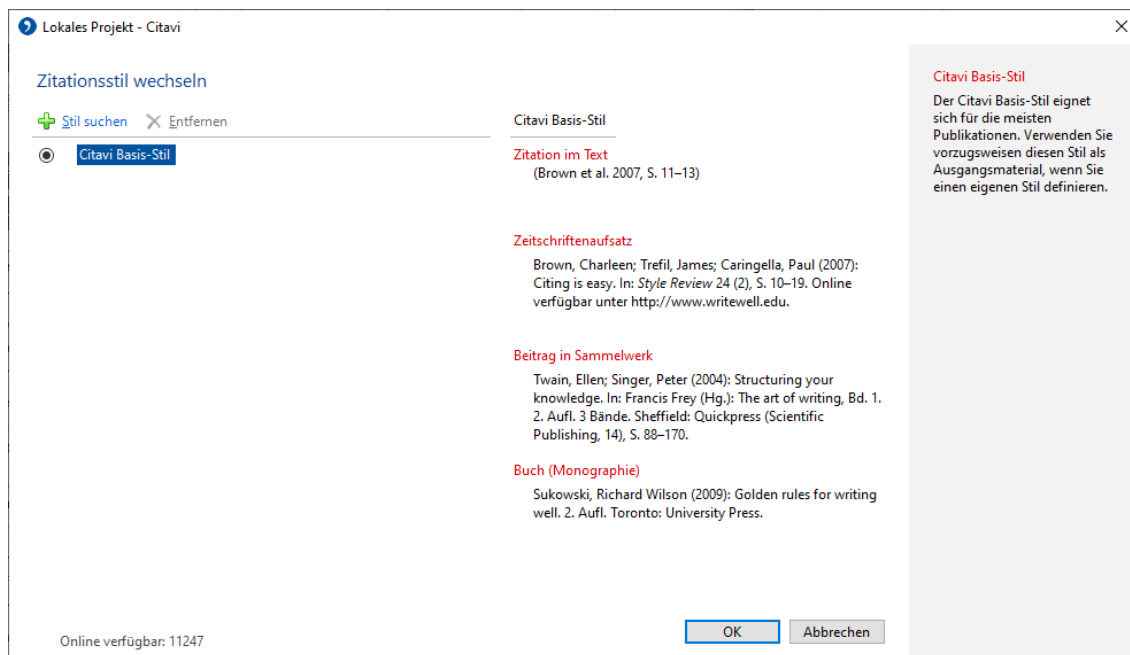 Lokales Projekt - Citavi
Zitationsstil wechseln
Stil suchen
Entfernen
Citavi Basis-Stil
Citavi Basis-Stil
Zitation im Text
(Brown et al. 2007, S. 11–13)
Zeitschriftenaufsatz
Brown, Charleen; Trefil, James; Caringella, Paul (2007):
Citing is easy. In: Style Review 24 (2), S. 10–19. Online
verfügbar unter http://www.writewell.edu.
Beitrag in Sammelwerk
Twain, Ellen; Singer, Peter (2004): Structuring your
knowledge. In: Francis Frey (Hg.): The art of writing, Bd. 1.
2. Aufl. 3 Bände. Sheffield: Quickpress (Scientific
Publishing, 14), S. 88–170.
Buch (Monographie)
Sukowski, Richard Wilson (2009): Golden rules for writing
well. 2. Aufl. Toronto: University Press.
Citavi Basis-Stil
Der Citavi Basis-Stil eignet
sich für die meisten
Publikationen. Verwenden Sie
vorzugsweisen diesen Stil als
Ausgangsmaterial, wenn Sie
einen eigenen Stil definieren.
Online verfügbar: 11247
OK
Abbrechen